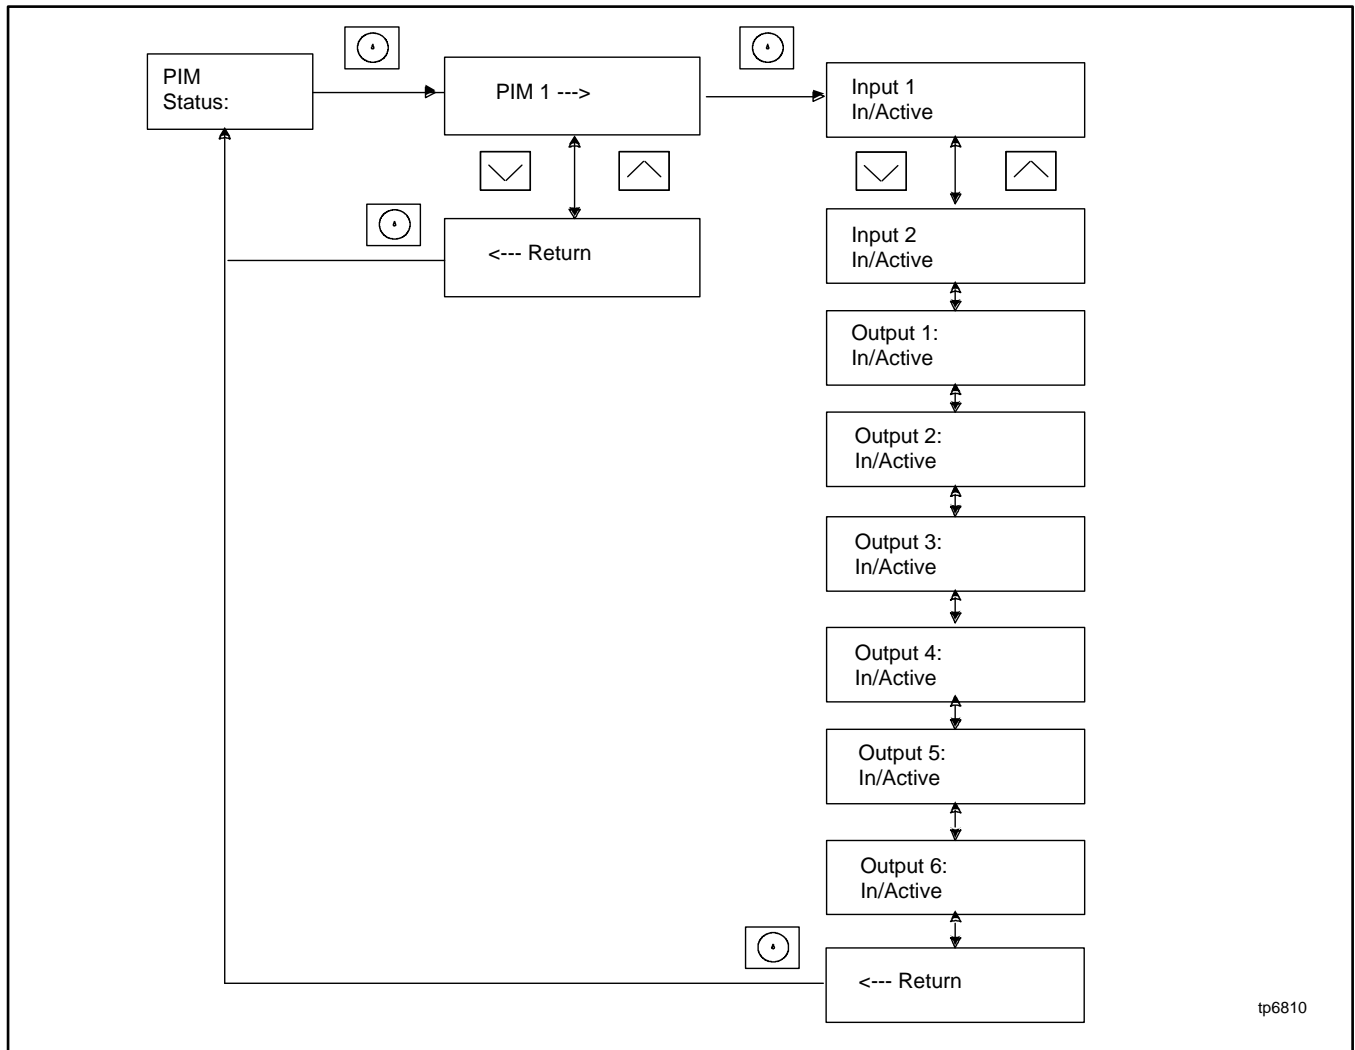 PIM
Status:
PIM 1 --->
<--- Return
Input 1
In/Active
Input 2
In/Active
Output 1:
In/Active
Output 2:
In/Active
Output 3:
In/Active
Output 4:
In/Active
Output 5:
In/Active
Output 6:
In/Active
<--- Return
tp6810